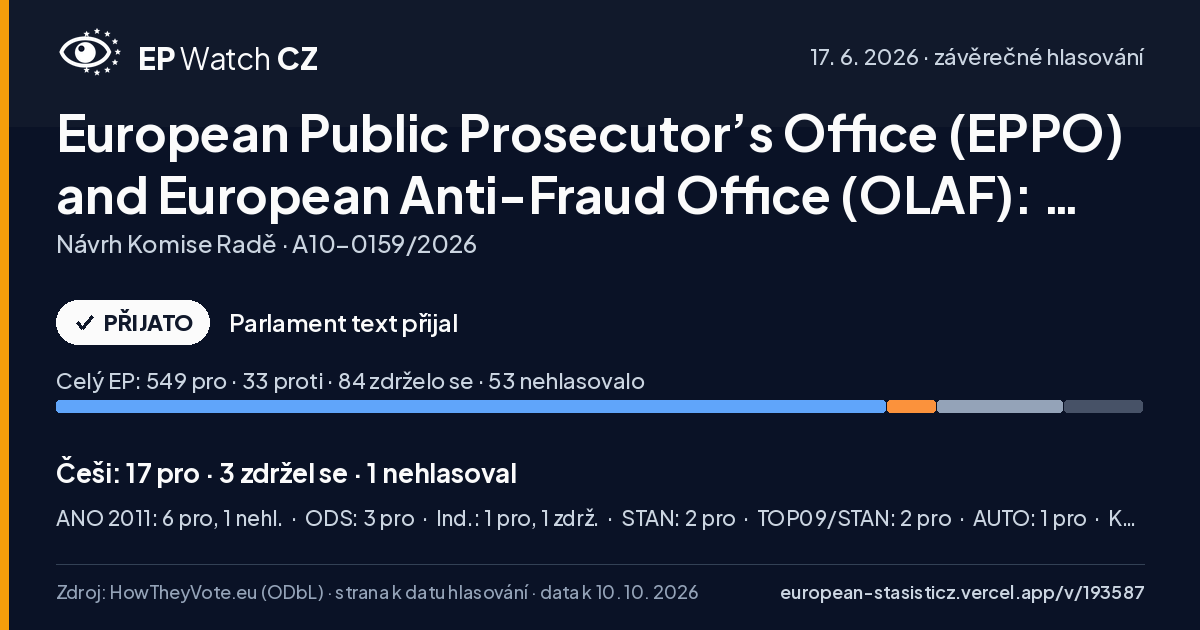 EP Watch CZ
17. 6. 2026 · závěrečné hlasování
European Public Prosecutor’s Office (EPPO)
and European Anti-Fraud Office (OLAF): …
Návrh Komise Radě · A10-0159/2026
✓ PŘIJATO Parlament text přijal
Celý EP: 549 pro · 33 proti · 84 zdrželo se · 53 nehlasovalo
Češi: 17 pro · 3 zdržel se · 1 nehlasoval
ANO 2011: 6 pro, 1 nehl. · ODS: 3 pro · Ind.: 1 pro, 1 zdrž. · STAN: 2 pro · TOP09/STAN: 2 pro · AUTO: 1 pro · K…
Zdroj: HowTheyVote.eu (ODbL) · strana k datu hlasování · data k 10. 10. 2026
european-stasisticz.vercel.app/v/193587